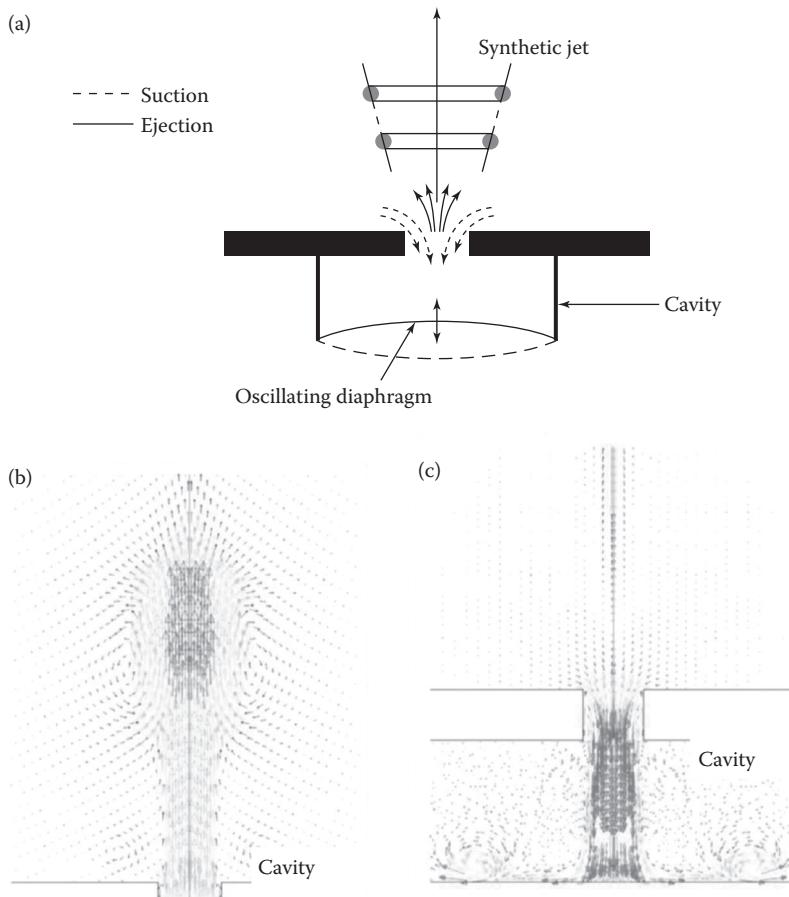 (a)
Synthetic jet
Suction
Ejection
Cavity
Oscillating diaphragm
(b)
(c)
Cavity
Cavity